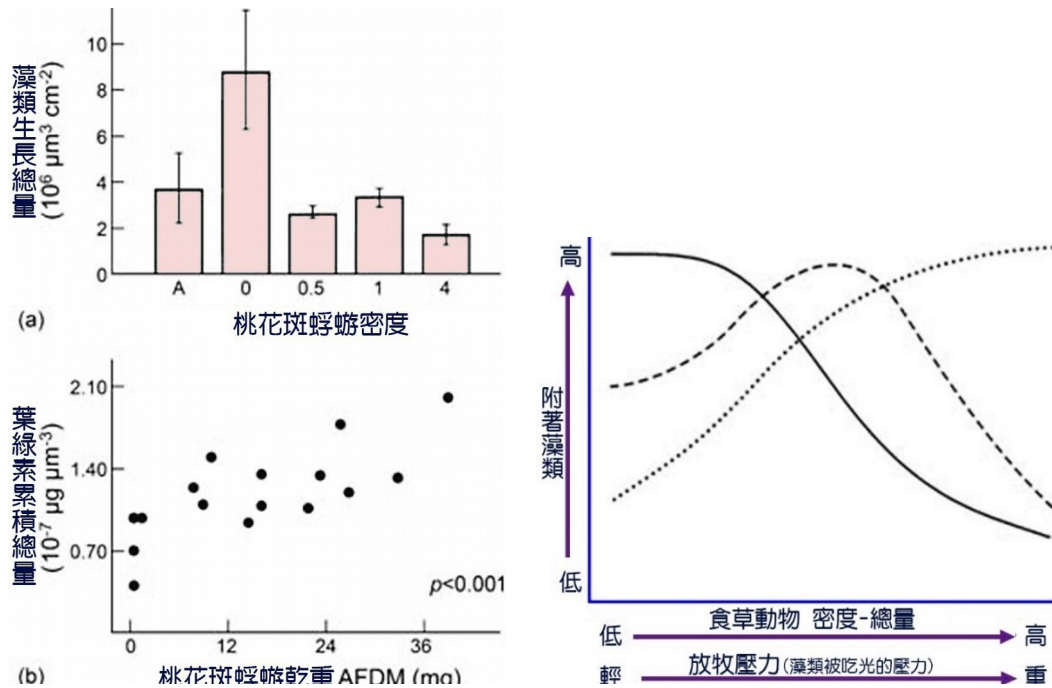 藻類生長總量
(10⁶ µm³ cm⁻²)
10
8
6
4
2
0
A 0 0.5 1 4
(a)
桃花斑蜉蝣密度
葉綠素累積總量
(10⁻⁷ µg µm⁻³)
2.10
1.40
0.70
p<0.001
0 12 24 36
(b)
桃花斑蜉蝣乾重 AFDM (mg)
高
附著藻類
低
低 食草動物 密度-總量 高
輕 放牧壓力(藻類被吃光的壓力) 重